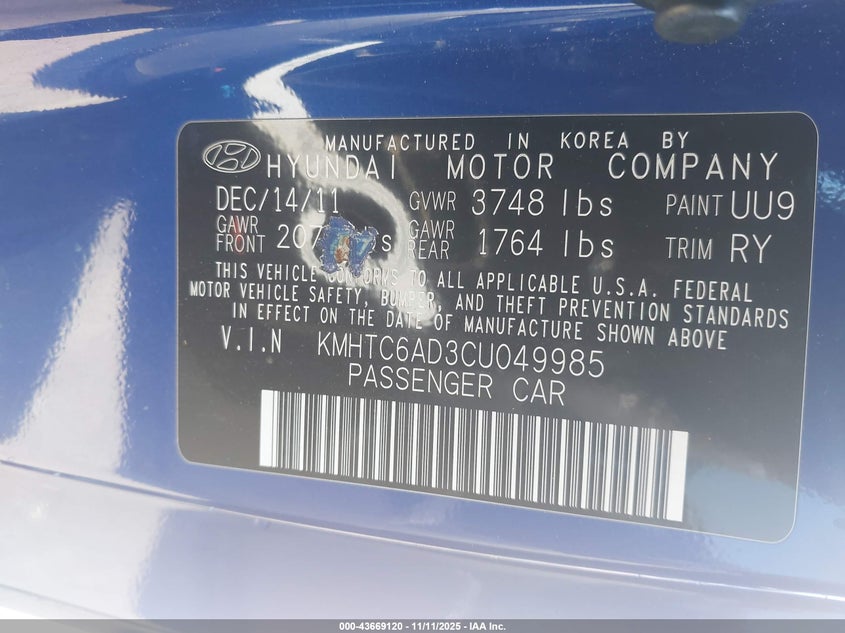 MANUFACTURED IN KOREA BY
HYUNDAI MOTOR COMPANY
DEC/14/11 GVWR 3748 lbs PAINT UU9
GAWR FRONT 207 s GAWR REAR 1764 lbs TRIM RY
THIS VEHICLE CONFORMS TO ALL APPLICABLE U.S.A. FEDERAL
MOTOR VEHICLE SAFETY, BUMPER, AND THEFT PREVENTION STANDARDS
IN EFFECT ON THE DATE OF MANUFACTURE SHOWN ABOVE
V.I.N KMHTC6AD3CU049985
PASSENGER CAR
000-43669120 - 11/11/2025 - IAA Inc.